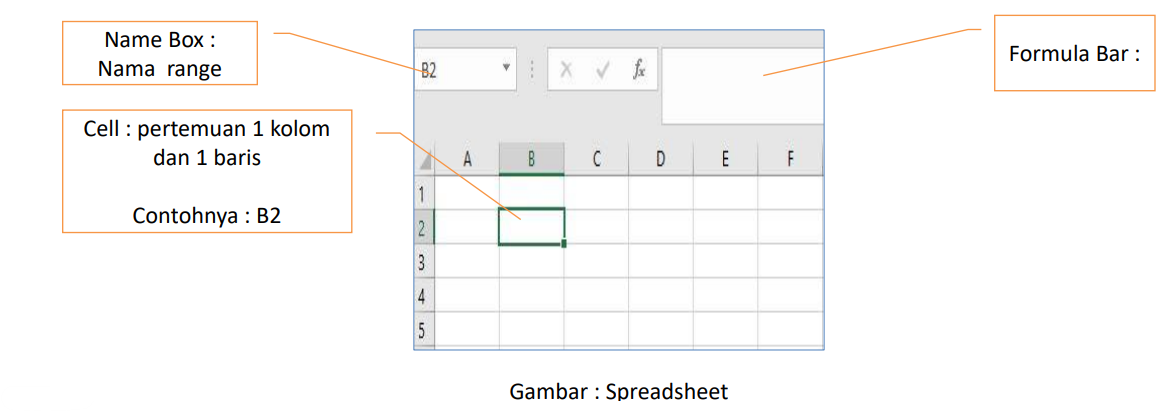 Name Box :
Nama range
Formula Bar :
Cell : pertemuan 1 kolom
dan 1 baris
Contohnya : B2
B2
fx
A B C D E F
1
2
3
4
5
Gambar : Spreadsheet